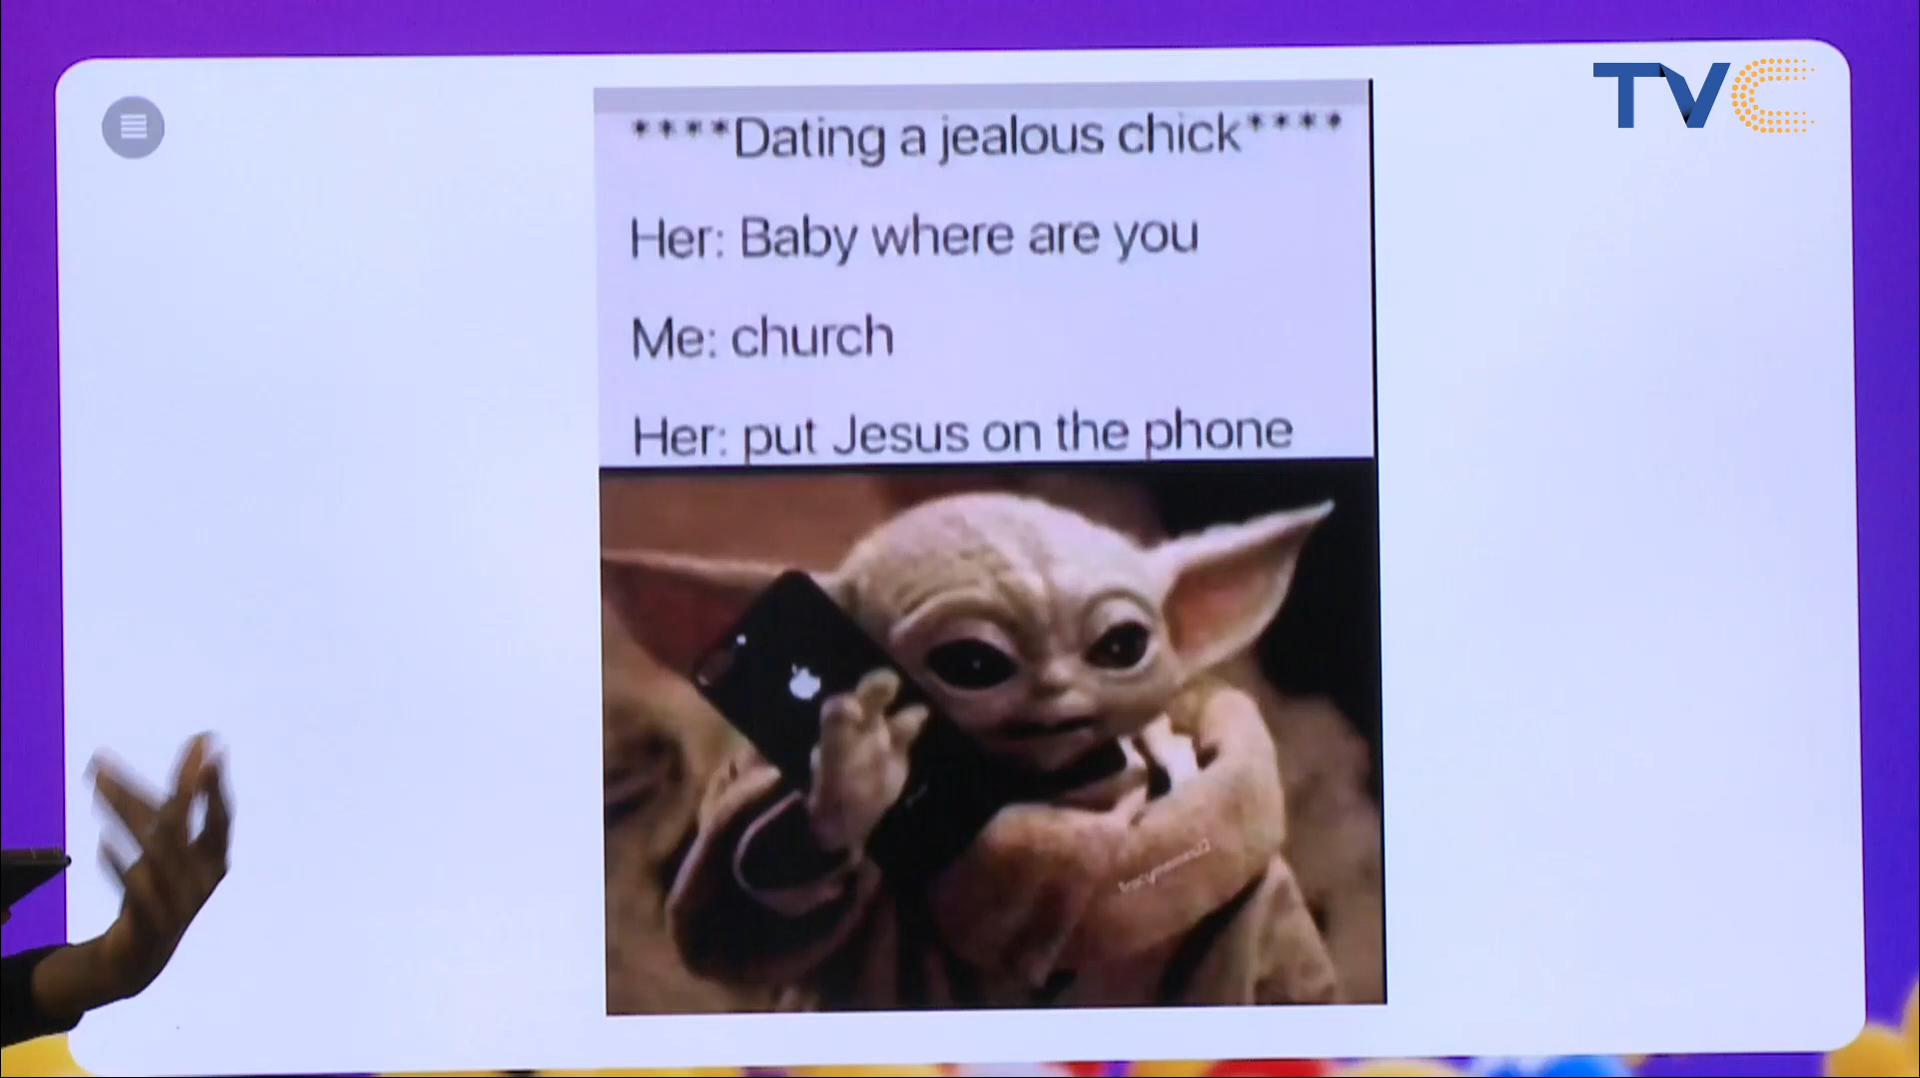 TVC
****Dating a jealous chick****
Her: Baby where are you
Me: church
Her: put Jesus on the phone